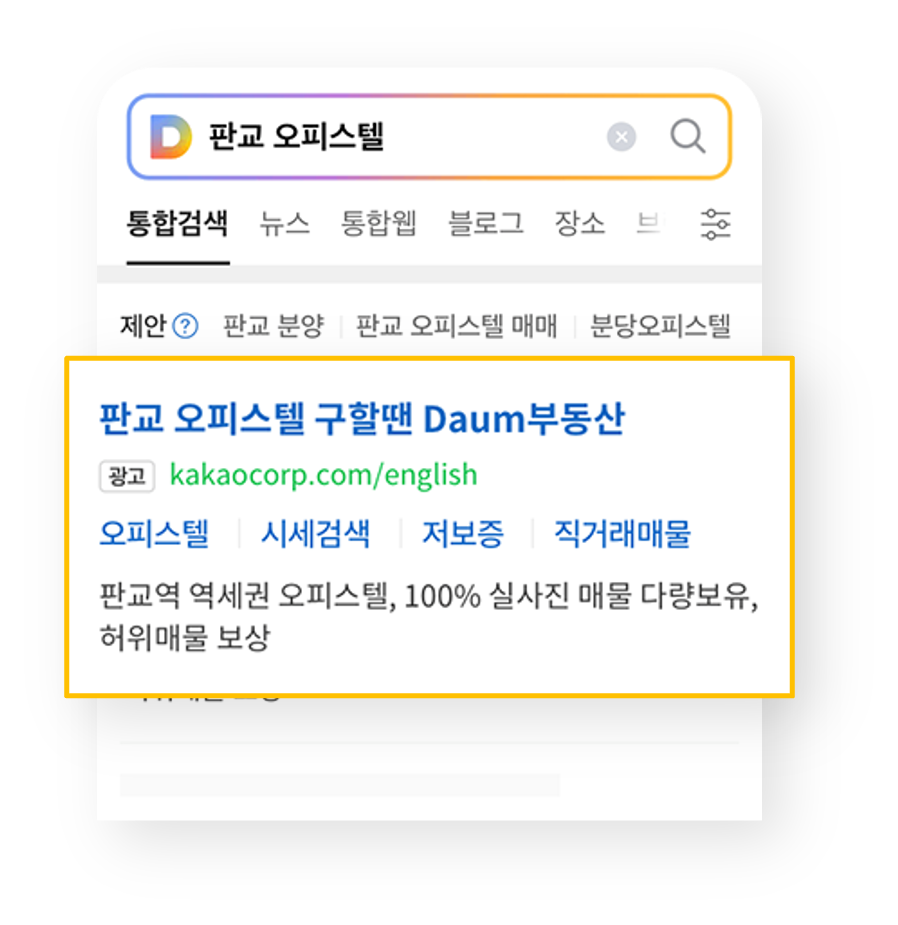 D 판교 오피스텔
통합검색 뉴스 통합웹 블로그 장소
제안 ? 판교 분양 판교 오피스텔 매매 분당오피스텔
판교 오피스텔 구할땐 Daum부동산
광고 kakaocorp.com/english
오피스텔 시세검색 저보증 직거래매물
판교역 역세권 오피스텔, 100% 실사진 매물 다량보유,
허위매물 보상